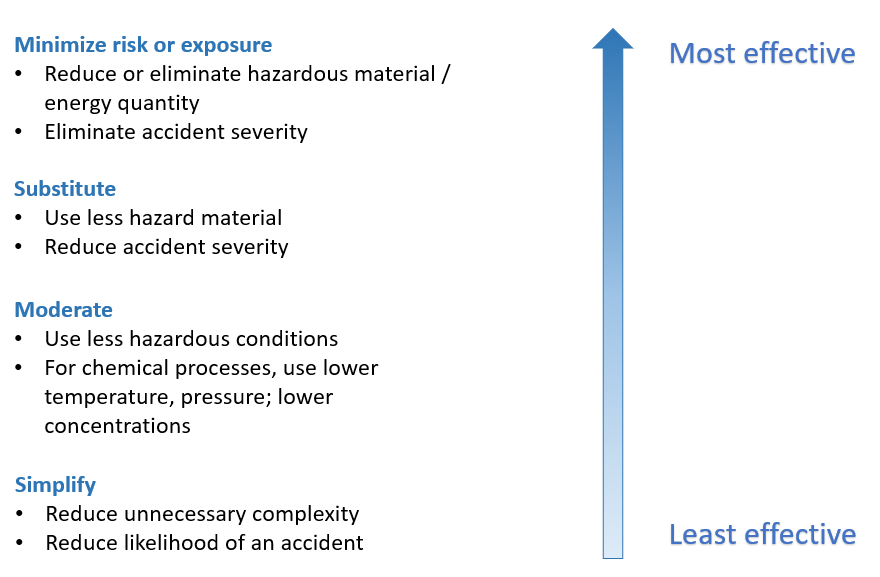 Minimize risk or exposure
• Reduce or eliminate hazardous material /
energy quantity
• Eliminate accident severity
Substitute
• Use less hazard material
• Reduce accident severity
Moderate
• Use less hazardous conditions
• For chemical processes, use lower
temperature, pressure; lower
concentrations
Simplify
• Reduce unnecessary complexity
• Reduce likelihood of an accident
Most effective
Least effective